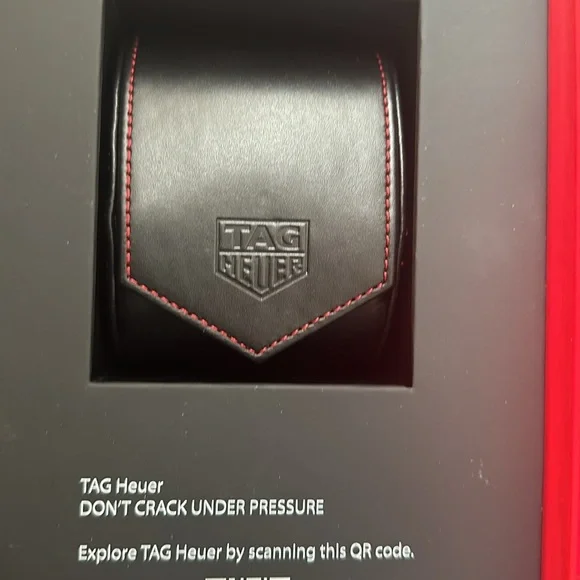 TAG
HEUER
TAG Heuer
DON'T CRACK UNDER PRESSURE
Explore TAG Heuer by scanning this QR code.